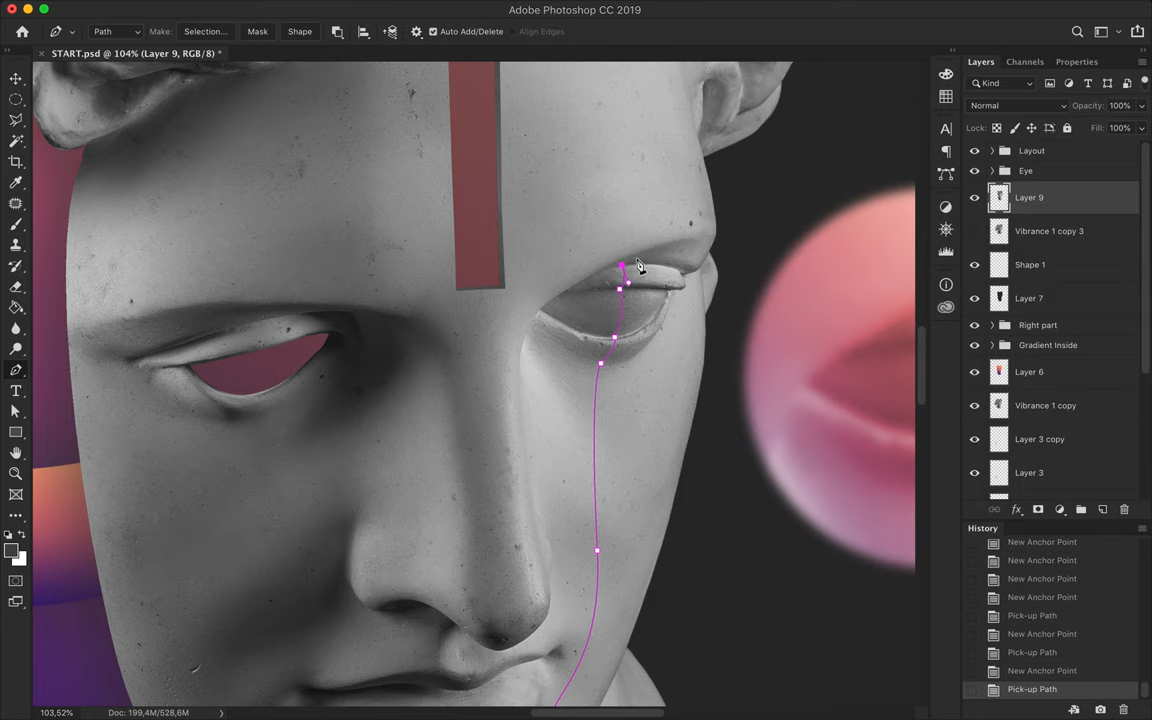 Adobe Photoshop CC 2019
Path
Make:
Selection...
Mask
Shape
Auto Add/Delete
Align Edges
START.psd @ 104% (Layer 9, RGB/8) *
Layers
Channels
Properties
Kind
Normal
Opacity: 100%
Lock:
Fill: 100%
Layout
Eye
Layer 9
Vibrance 1 copy 3
Shape 1
Layer 7
Right part
Gradient Inside
Layer 6
Vibrance 1 copy
Layer 3 copy
Layer 3
History
New Anchor Point
New Anchor Point
New Anchor Point
New Anchor Point
Pick-up Path
New Anchor Point
Pick-up Path
New Anchor Point
Pick-up Path
103,52%
Doc: 199,4M/528,6M